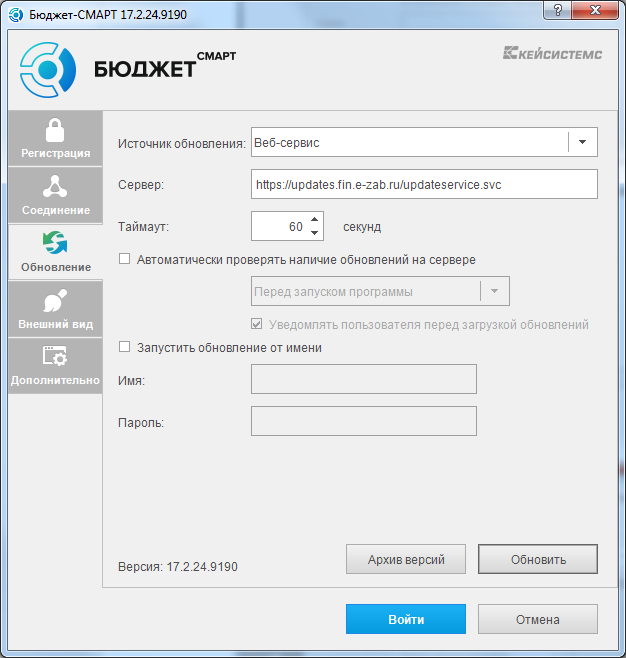 Бюджет-СМАРТ 17.2.24.9190
БЮДЖЕТ СМАРТ
КЕЙСИСТЕМС
Регистрация
Соединение
Обновление
Внешний вид
Дополнительно
Источник обновления: Веб-сервис
Сервер: https://updates.fin.e-zab.ru/updateservice.svc
Таймаут: 60 секунд
Автоматически проверять наличие обновлений на сервере
Перед запуском программы
Уведомлять пользователя перед загрузкой обновлений
Запустить обновление от имени
Имя:
Пароль:
Версия: 17.2.24.9190
Архив версий
Обновить
Войти
Отмена